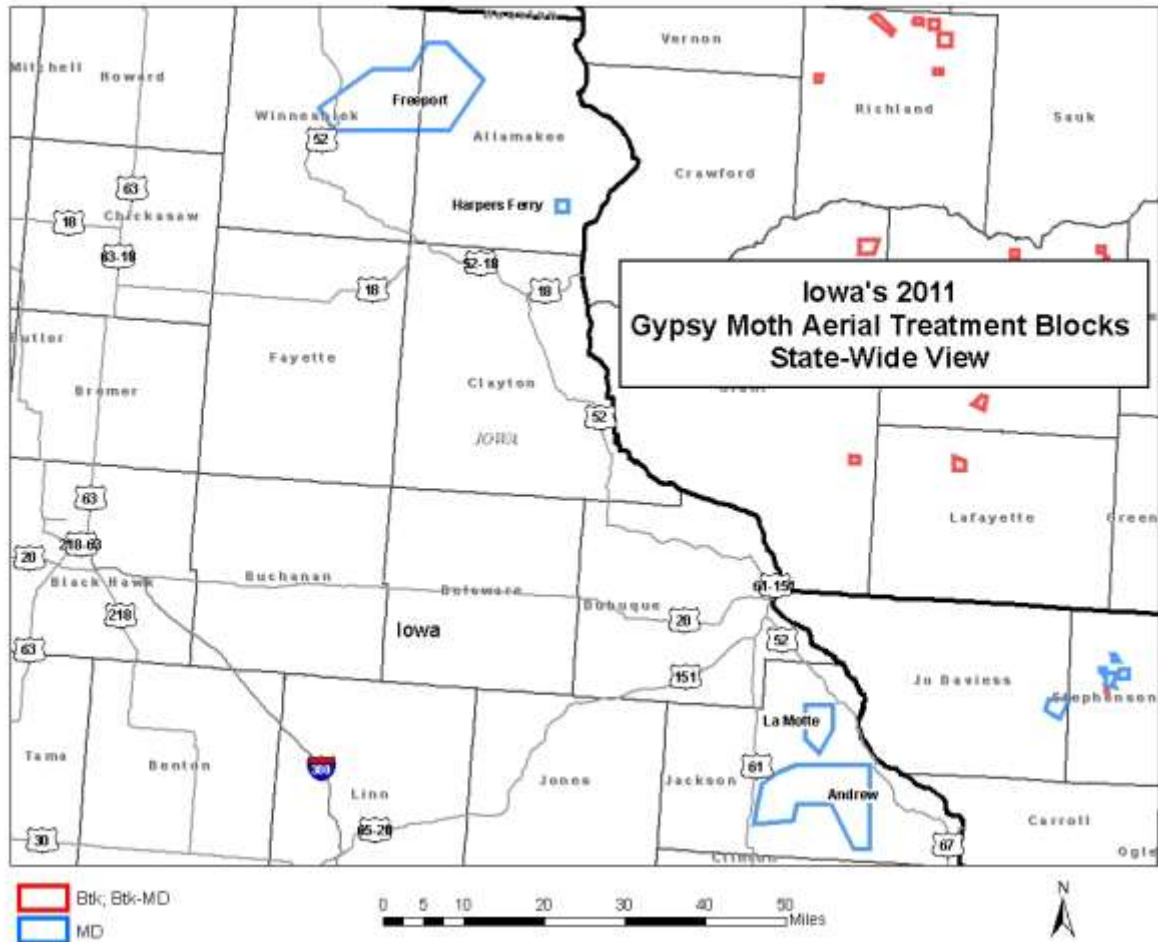 Vernon
Mitchell
Howard
Richland
Sauk
Freeport
Winneshiek
Allamakee
52
Crawford
63
Chickasaw
18
Harpers Ferry
63-18
52-18
18
18
Iowa's 2011
Gypsy Moth Aerial Treatment Blocks
State-Wide View
Fayette
Clayton
Bremer
52
IOWA
63
Lafayette
Green
218-63
20
Black Hawk
Buchanan
Delaware
Dubuque
61-151
218
20
Iowa
52
63
151
Jo Daviess
Stephenson
La Motte
Tama
Benton
380
Linn
Jones
Jackson
61
Andrew
Carroll
30
67
Clinton
Ogle
Btk; Btk-MD
MD
0 5 10 20 30 40 50
Miles
N